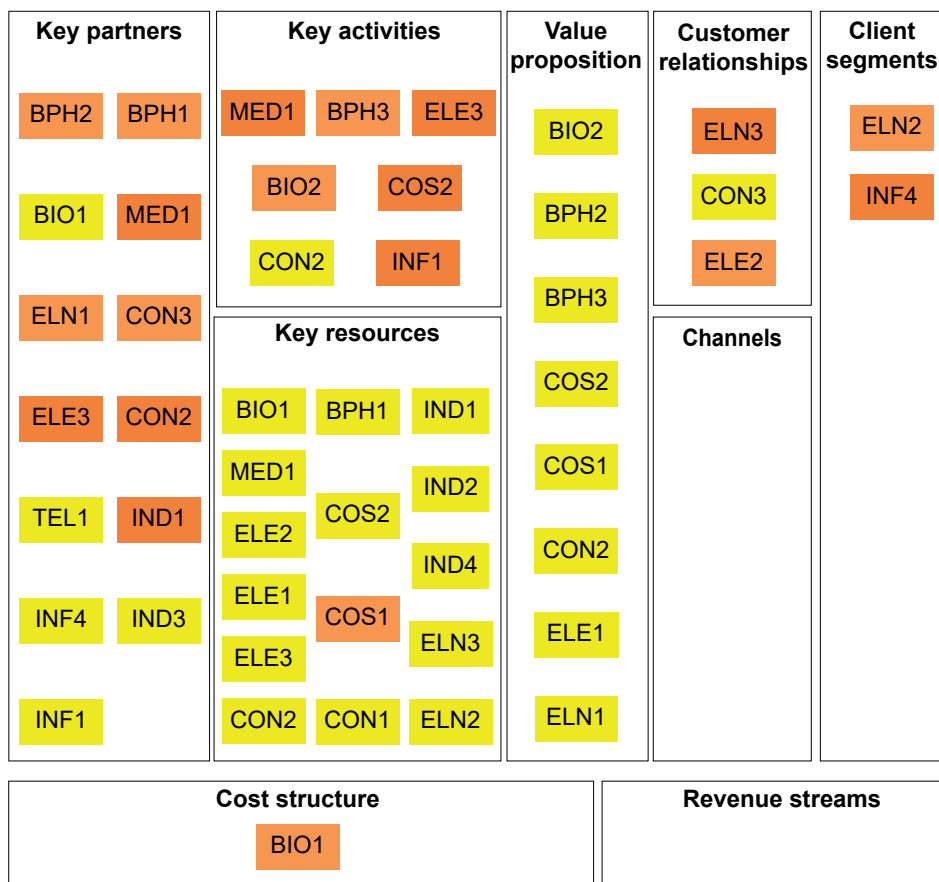 Key partners
BPH2 BPH1
BIO1 MED1
ELN1 CON3
ELE3 CON2
TEL1 IND1
INF4 IND3
INF1
Key activities
MED1 BPH3 ELE3
BIO2 COS2
CON2 INF1
Key resources
BIO1 BPH1 IND1
MED1
IND2
COS2
ELE2
IND4
ELE1
COS1
ELN3
ELE3
CON2 CON1 ELN2
Value
proposition
BIO2
BPH2
BPH3
COS2
COS1
CON2
ELE1
ELN1
Customer
relationships
ELN3
CON3
ELE2
Channels
Client
segments
ELN2
INF4
Cost structure
BIO1
Revenue streams